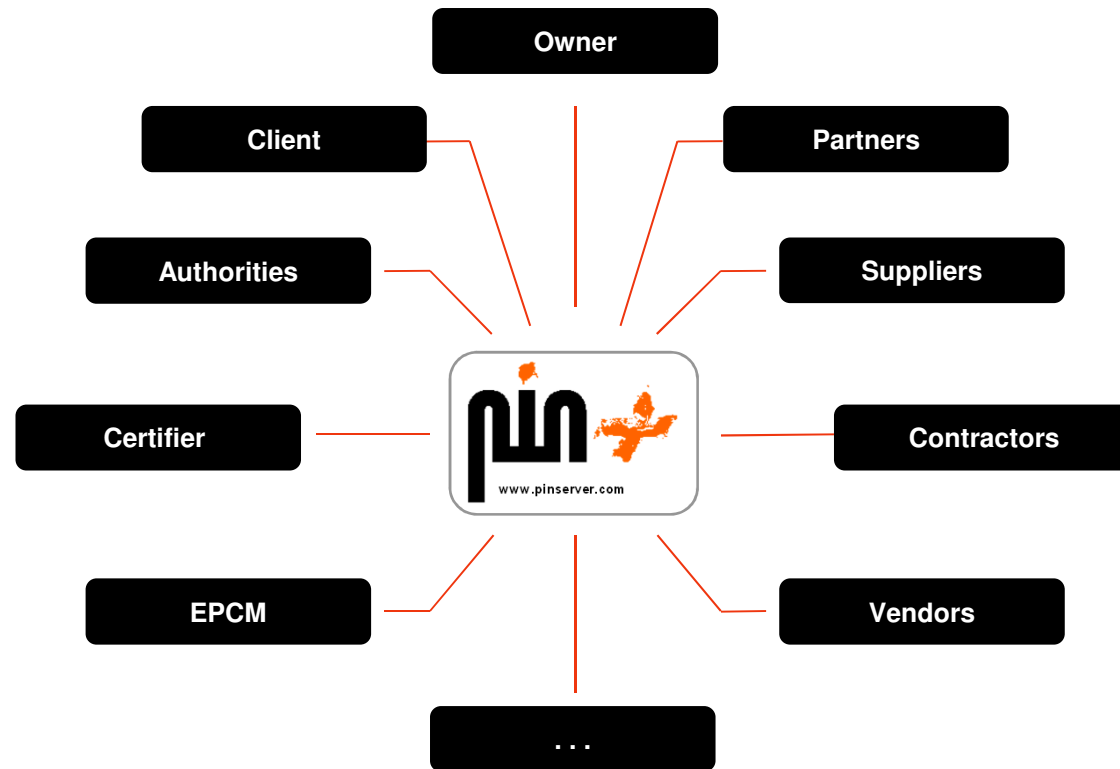 Owner
Client
Partners
Authorities
Suppliers
pin
www.pinserver.com
Certifier
Contractors
EPCM
Vendors
. . .